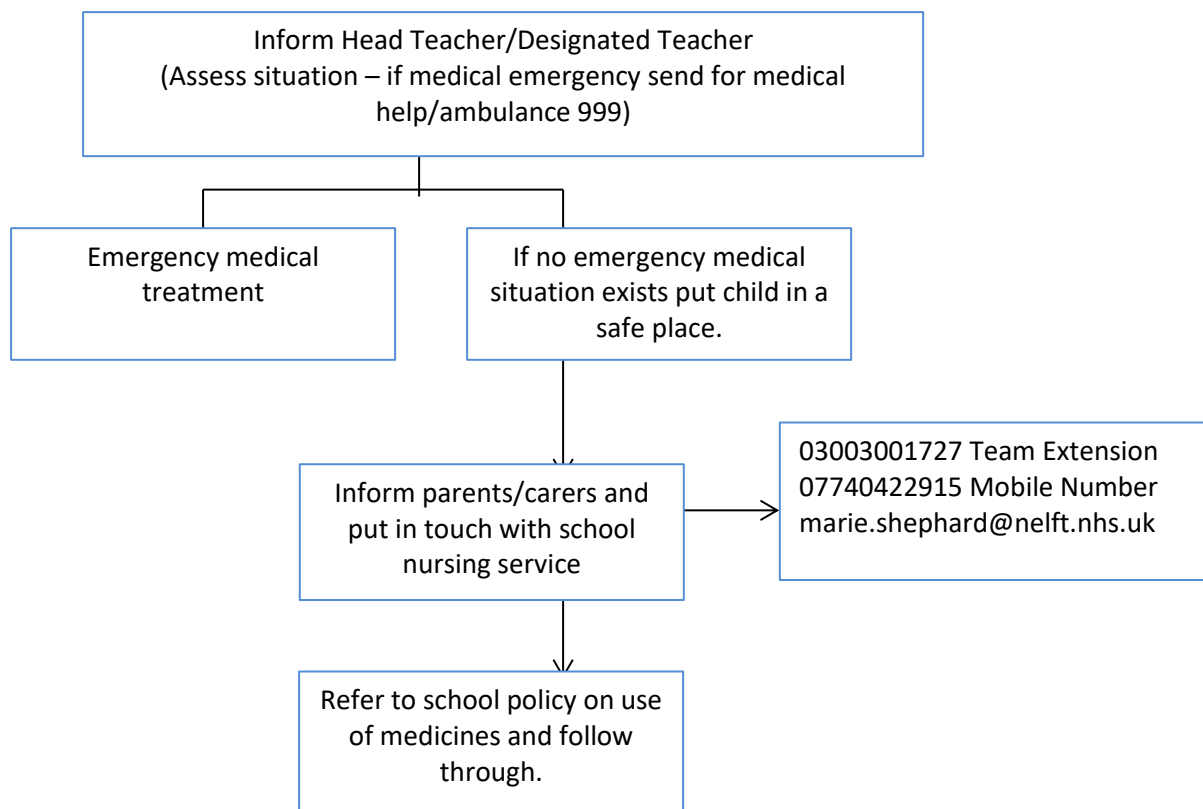 Inform Head Teacher/Designated Teacher
(Assess situation – if medical emergency send for medical
help/ambulance 999)
Emergency medical
treatment
If no emergency medical
situation exists put child in a
safe place.
Inform parents/carers and
put in touch with school
nursing service
03003001727 Team Extension
07740422915 Mobile Number
marie.shephard@nelft.nhs.uk
Refer to school policy on use
of medicines and follow
through.